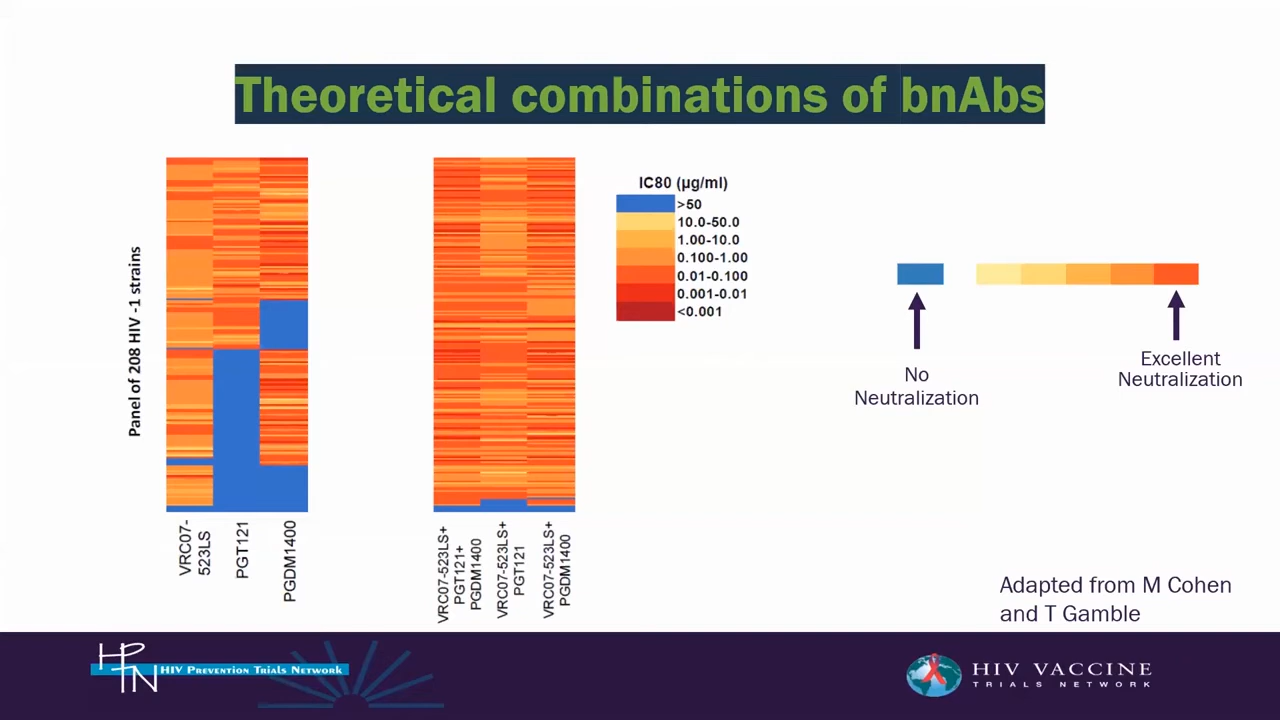 Theoretical combinations of bnAbs
Panel of 208 HIV -1 strains
VRC07-
523LS
PGT121
PGDM1400
VRC07-523LS+
PGT121+
PGDM1400
VRC07-523LS+
PGT121
VRC07-523LS+
PGDM1400
IC80 (µg/ml)
>50
10.0-50.0
1.00-10.0
0.100-1.00
0.01-0.100
0.001-0.01
<0.001
No
Neutralization
Excellent
Neutralization
Adapted from M Cohen
and T Gamble
HPTN
HIV PREVENTION TRIALS NETWORK
HIV VACCINE
TRIALS NETWORK